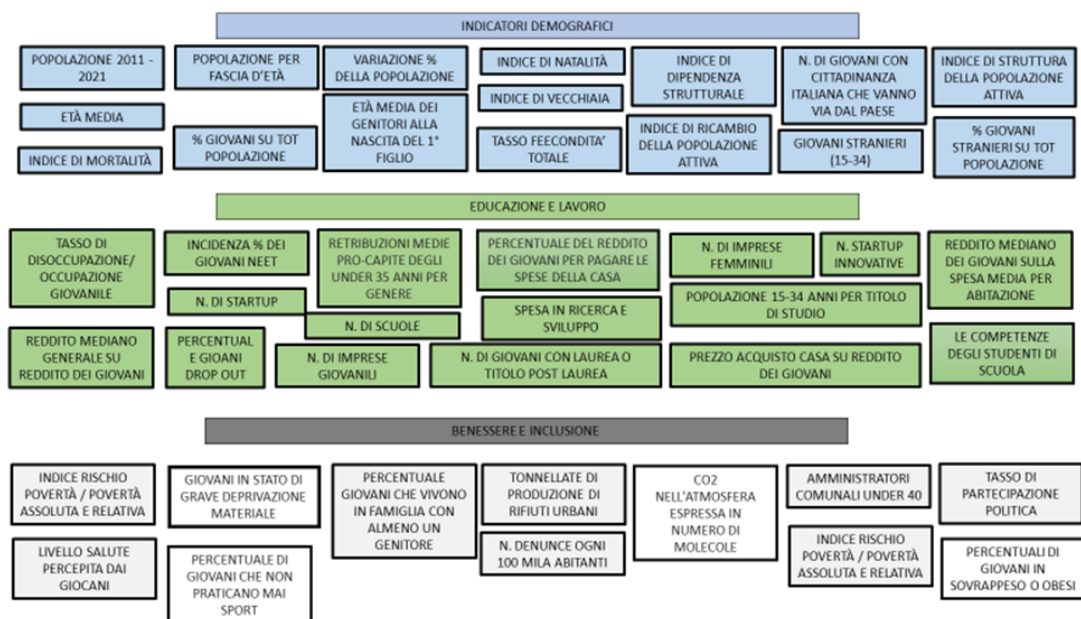 INDICATORI DEMOGRAFICI
POPOLAZIONE 2011 -
2021
ETÀ MEDIA
INDICE DI MORTALITÀ
POPOLAZIONE PER
FASCIA D'ETÀ
% GIOVANI SU TOT
POPOLAZIONE
VARIAZIONE %
DELLA POPOLAZIONE
ETÀ MEDIA DEI
GENITORI ALLA
NASCITA DEL 1°
FIGLIO
INDICE DI NATALITÀ
INDICE DI VECCHIAIA
TASSO FEECONDITA'
TOTALE
INDICE DI
DIPENDENZA
STRUTTURALE
INDICE DI RICAMBIO
DELLA POPOLAZIONE
ATTIVA
N. DI GIOVANI CON
CITTADINANZA
ITALIANA CHE VANNO
VIA DAL PAESE
GIOVANI STRANIERI
(15-34)
INDICE DI STRUTTURA
DELLA POPOLAZIONE
ATTIVA
% GIOVANI
STRANIERI SU TOT
POPOLAZIONE
EDUCAZIONE E LAVORO
TASSO DI
DISOCCUPAZIONE/
OCCUPAZIONE
GIOVANILE
INCIDENZA % DEI
GIOVANI NEET
N. DI STARTUP
RETRIBUZIONI MEDIE
PRO-CAPITE DEGLI
UNDER 35 ANNI PER
GENERE
N. DI SCUOLE
PERCENTUALE DEL REDDITO
DEI GIOVANI PER PAGARE LE
SPESE DELLA CASA
SPESA IN RICERCA E
SVILUPPO
N. DI IMPRESE
FEMMINILI
N. STARTUP
INNOVATIVE
POPOLAZIONE 15-34 ANNI PER TITOLO
DI STUDIO
REDDITO MEDIANO
DEI GIOVANI SULLA
SPESA MEDIA PER
ABITAZIONE
REDDITO MEDIANO
GENERALE SU
REDDITO DEI GIOVANI
PERCENTUAL
E GIOANI
DROP OUT
N. DI IMPRESE
GIOVANILI
N. DI GIOVANI CON LAUREA O
TITOLO POST LAUREA
PREZZO ACQUISTO CASA SU REDDITO
DEI GIOVANI
LE COMPETENZE
DEGLI STUDENTI DI
SCUOLA
BENESSERE E INCLUSIONE
INDICE RISCHIO
POVERTÀ / POVERTÀ
ASSOLUTA E RELATIVA
LIVELLO SALUTE
PERCEPITA DAI
GIOCANI
GIOVANI IN STATO DI
GRAVE DEPRIVAZIONE
MATERIALE
PERCENTUALE DI
GIOVANI CHE NON
PRATICANO MAI
SPORT
PERCENTUALE
GIOVANI CHE VIVONO
IN FAMIGLIA CON
ALMENO UN
GENITORE
TONNELLATE DI
PRODUZIONE DI
RIFIUTI URBANI
N. DENUNCE OGNI
100 MILA ABITANTI
CO2
NELL'ATMOSFERA
ESPRESSA IN
NUMERO DI
MOLECOLE
AMMINISTRATORI
COMUNALI UNDER 40
INDICE RISCHIO
POVERTÀ / POVERTÀ
ASSOLUTA E RELATIVA
TASSO DI
PARTECIPAZIONE
POLITICA
PERCENTUALI DI
GIOVANI IN
SOVRAPPESO O OBESI